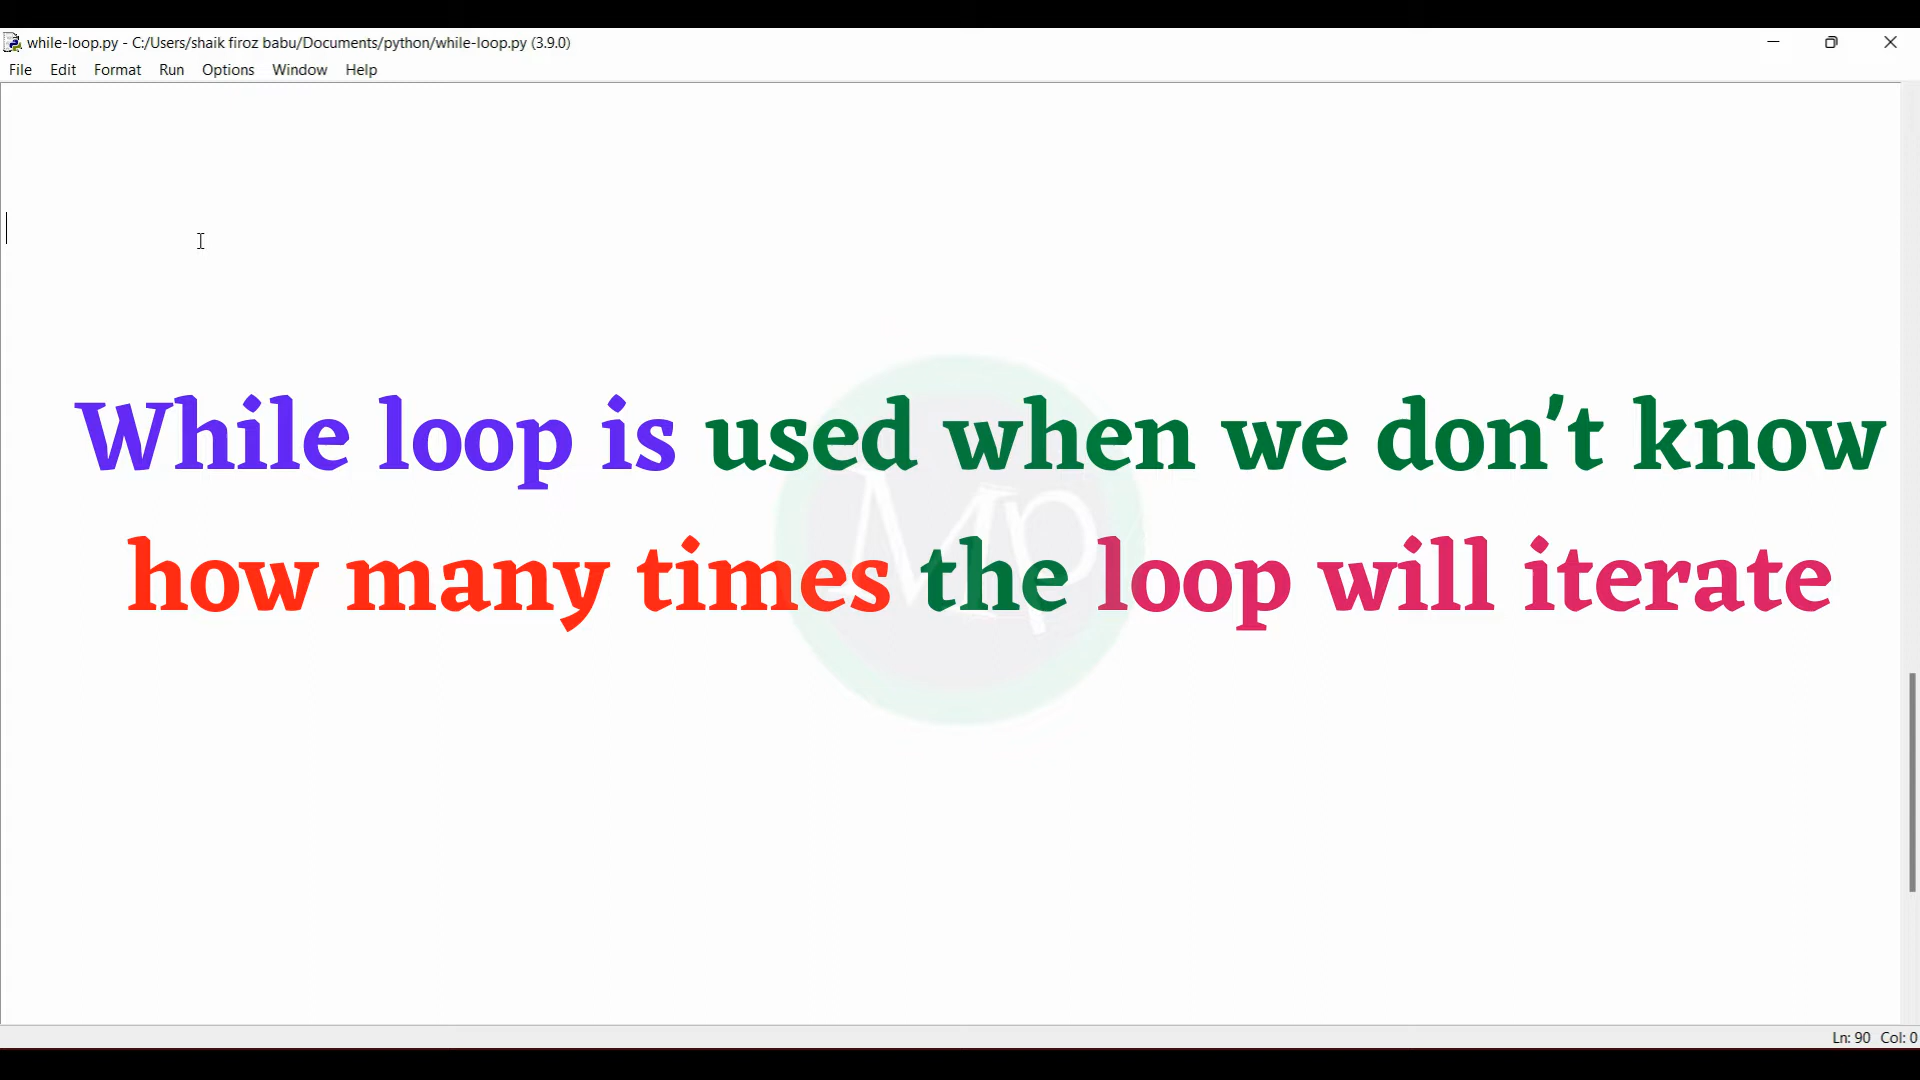 while-loop.py - C:/Users/shaik firoz babu/Documents/python/while-loop.py (3.9.0)
File Edit Format Run Options Window Help
While loop is used when we don't know
Mp
how many times the loop will iterate
Ln: 90 Col: 0